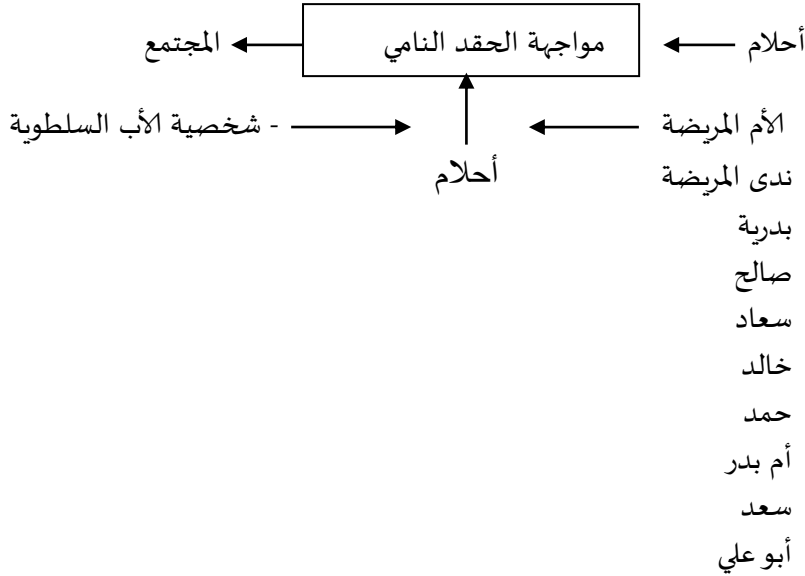 أحلام مواجهة الحقد النامي المجتمع
الأم المريضة - شخصية الأب السلطوية
ندى المريضة أحلام
بدرية
صالح
سعاد
خالد
حمد
أم بدر
سعد
أبو علي